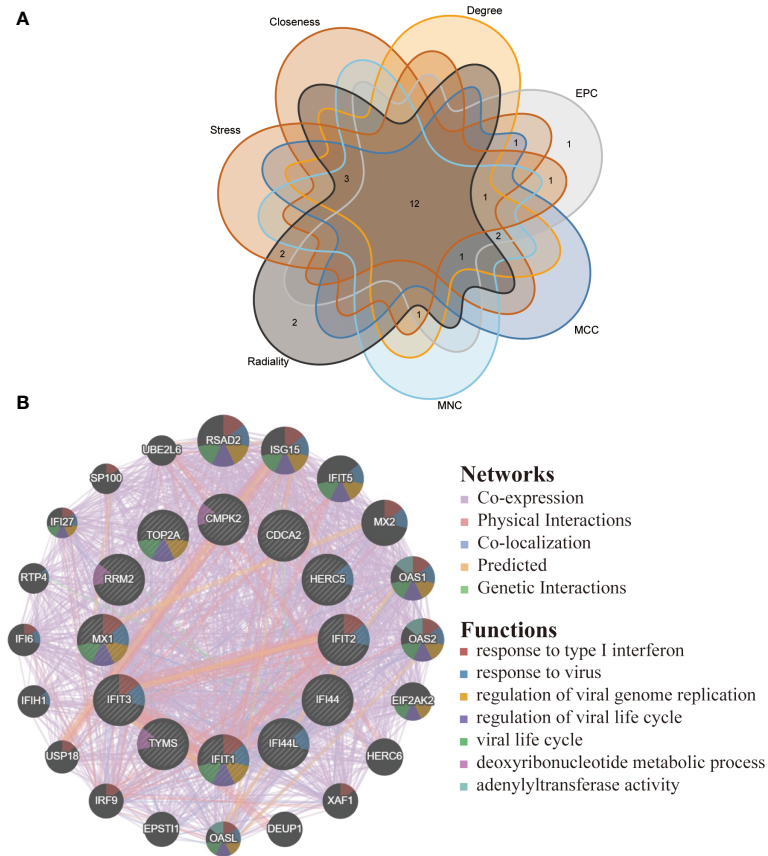 A
Closeness
Degree
EPC
Stress
1
1
1
3
12
1
2
2
1
2
1
Radiality
MCC
MNC
B
UBE2L6
RSAD2
ISG15
SP100
IFIT5
IFI27
TOP2A
CMPK2
CDCA2
MX2
RTP4
RRM2
HERC5
OAS1
IFI6
MX1
IFIT2
OAS2
IFIH1
IFIT3
IFI44
EIF2AK2
USP18
TYMS
IFIT1
IFI44L
HERC6
IRF9
XAF1
EPSTI1
OASL
DEUP1
Networks
Co-expression
Physical Interactions
Co-localization
Predicted
Genetic Interactions
Functions
response to type I interferon
response to virus
regulation of viral genome replication
regulation of viral life cycle
viral life cycle
deoxyribonucleotide metabolic process
adenylyltransferase activity